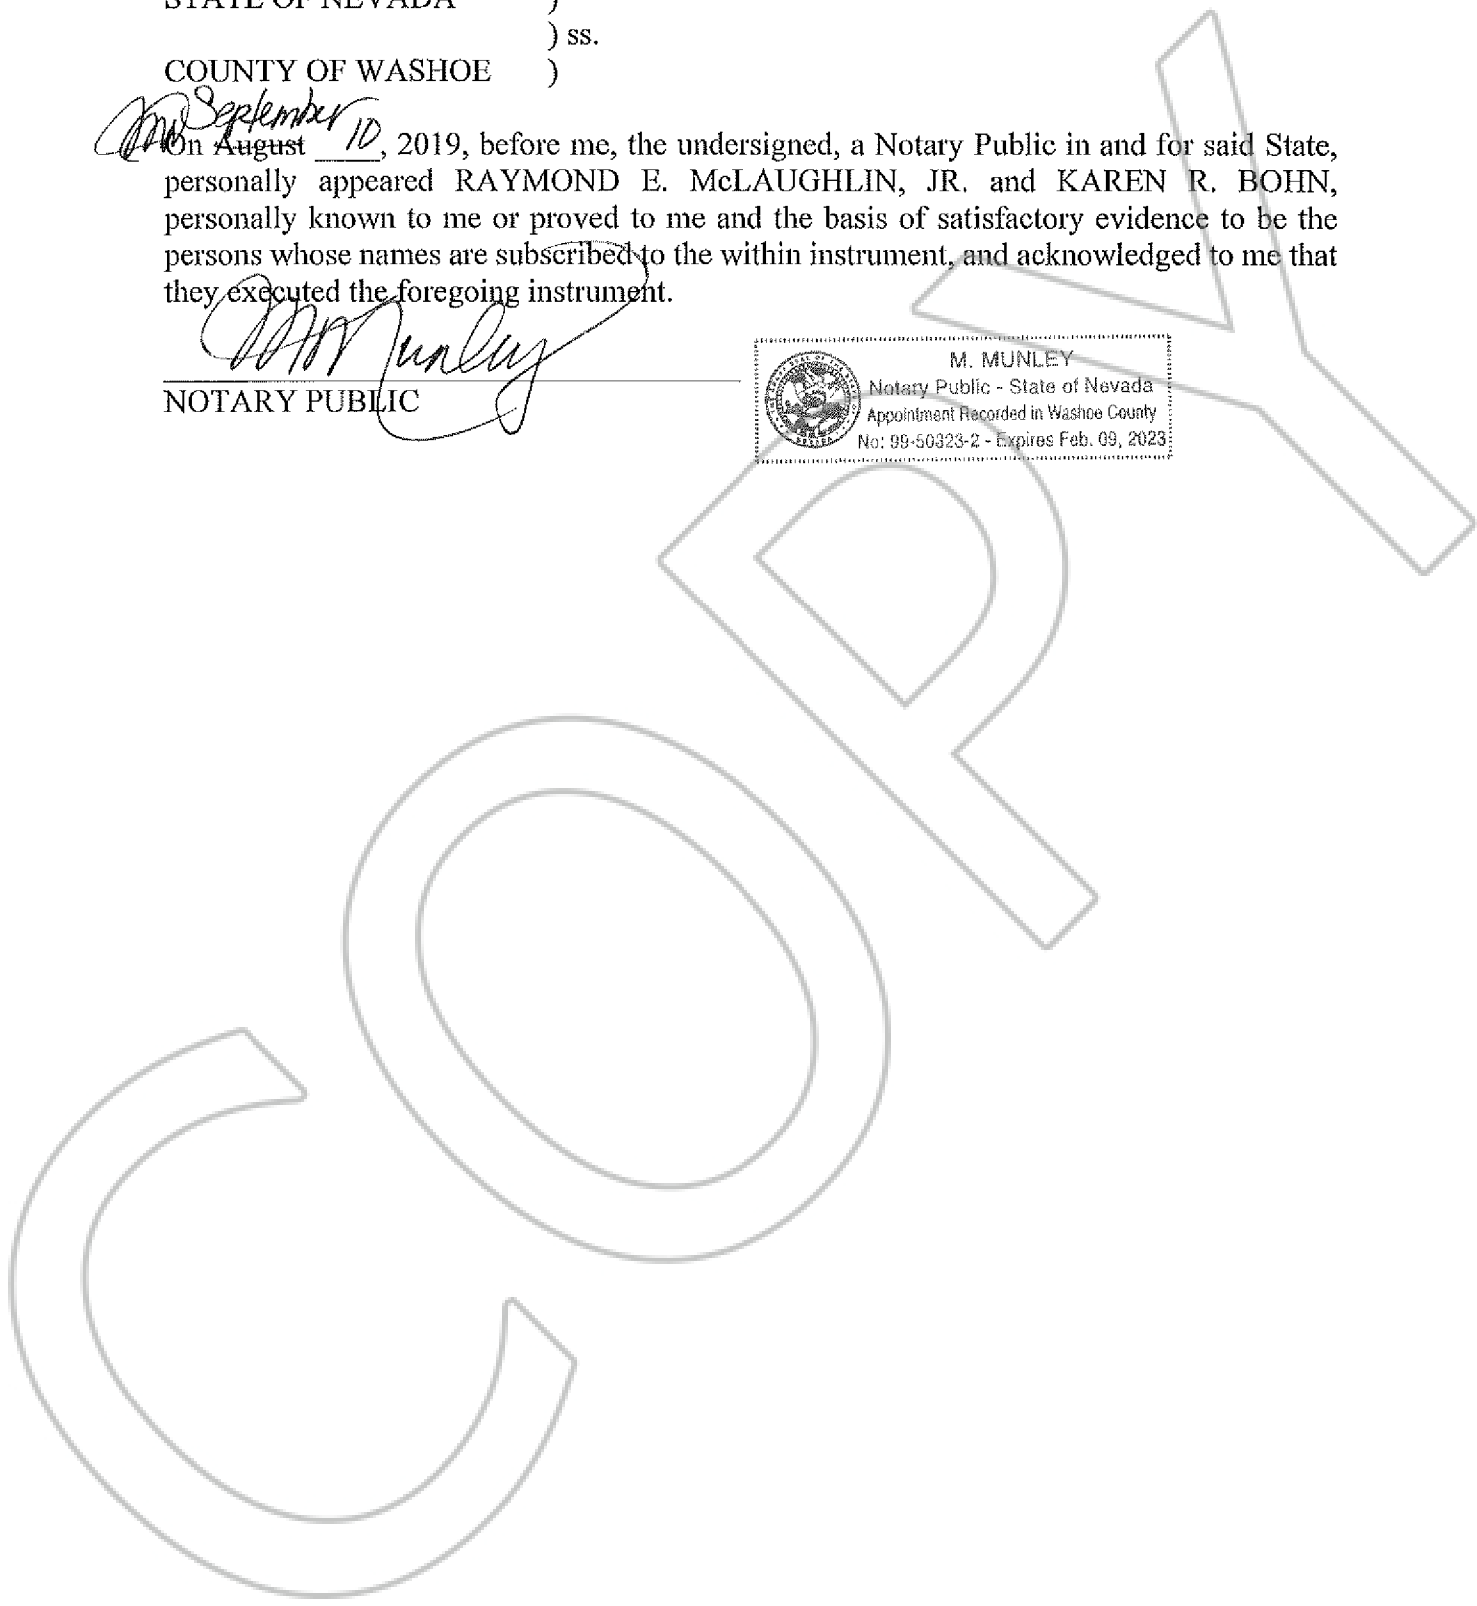 STATE OF NEVADA )
) ss.
COUNTY OF WASHOE )
September
On August 10, 2019, before me, the undersigned, a Notary Public in and for said State,
personally appeared RAYMOND E. McLAUGHLIN, JR. and KAREN R. BOHN,
personally known to me or proved to me and the basis of satisfactory evidence to be the
persons whose names are subscribed to the within instrument, and acknowledged to me that
they executed the foregoing instrument.
M Munley
NOTARY PUBLIC
M. MUNLEY
Notary Public - State of Nevada
Appointment Recorded in Washoe County
No: 99-50323-2 - Expires Feb. 09, 2023
COPY